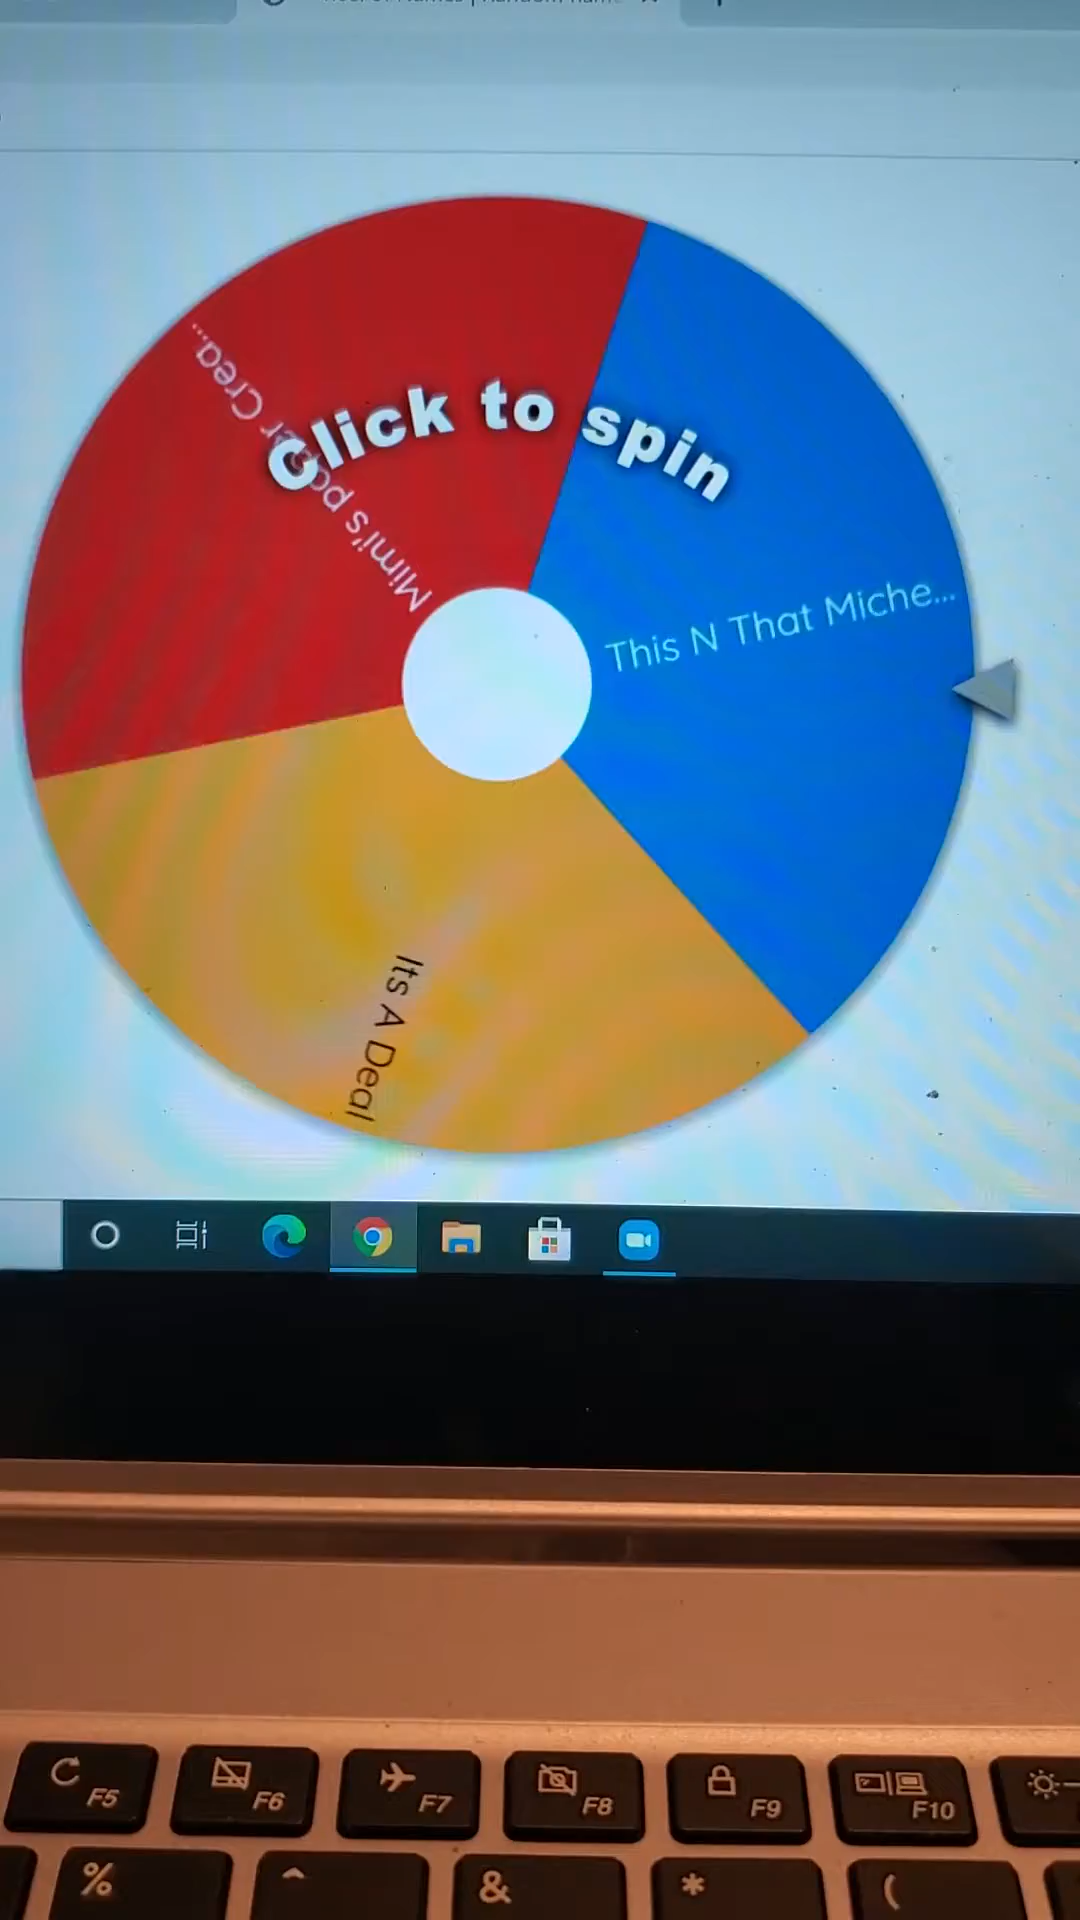 Click to spin
Mimi's
Crea...
This N That Miche...
Its A Deal
F5
F6
F7
F8
F9
F10
%
^
&
*
(